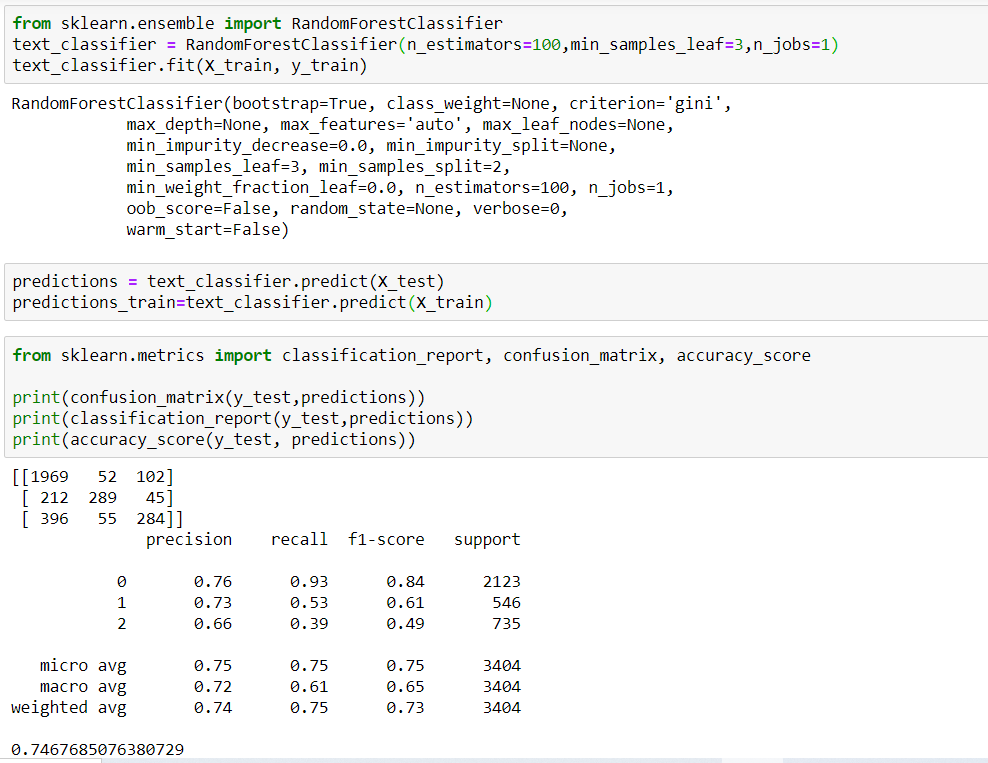 from sklearn.ensemble import RandomForestClassifier
text_classifier = RandomForestClassifier(n_estimators=100,min_samples_leaf=3,n_jobs=1)
text_classifier.fit(X_train, y_train)
RandomForestClassifier(bootstrap=True, class_weight=None, criterion='gini',
            max_depth=None, max_features='auto', max_leaf_nodes=None,
            min_impurity_decrease=0.0, min_impurity_split=None,
            min_samples_leaf=3, min_samples_split=2,
            min_weight_fraction_leaf=0.0, n_estimators=100, n_jobs=1,
            oob_score=False, random_state=None, verbose=0,
            warm_start=False)
predictions = text_classifier.predict(X_test)
predictions_train=text_classifier.predict(X_train)
from sklearn.metrics import classification_report, confusion_matrix, accuracy_score
print(confusion_matrix(y_test,predictions))
print(classification_report(y_test,predictions))
print(accuracy_score(y_test, predictions))
[[1969   52  102]
 [ 212  289   45]
 [ 396   55  284]]
              precision    recall  f1-score   support
           0       0.76      0.93      0.84      2123
           1       0.73      0.53      0.61       546
           2       0.66      0.39      0.49       735
   micro avg       0.75      0.75      0.75      3404
   macro avg       0.72      0.61      0.65      3404
weighted avg       0.74      0.75      0.73      3404
0.7467685076380729